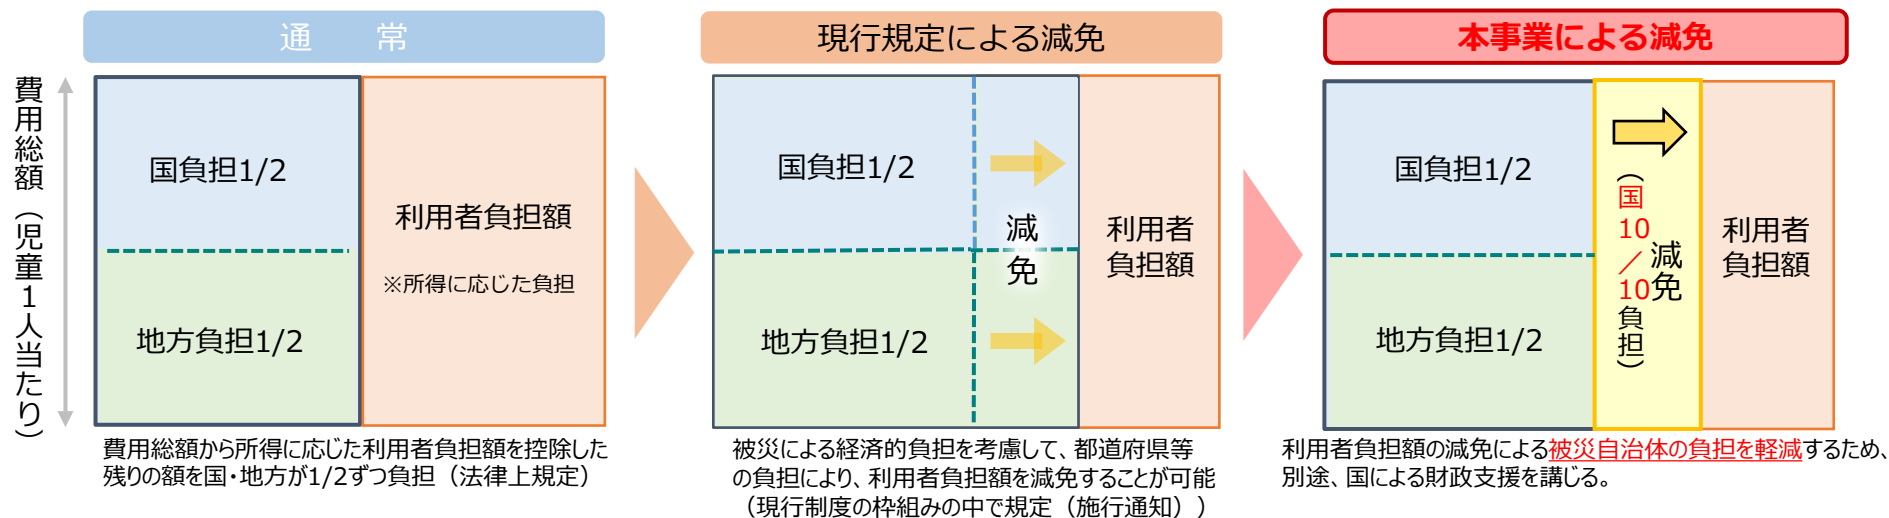 通　常
費用総額（児童１人当たり）
国負担1/2
地方負担1/2
利用者負担額
※所得に応じた負担
費用総額から所得に応じた利用者負担額を控除した
残りの額を国・地方が1/2ずつ負担（法律上規定）
現行規定による減免
国負担1/2
地方負担1/2
減
免
利用者
負担額
被災による経済的負担を考慮して、都道府県等
の負担により、利用者負担額を減免することが可能
（現行制度の枠組みの中で規定（施行通知））
本事業による減免
国負担1/2
地方負担1/2
減免
（国10／10負担）
利用者
負担額
利用者負担額の減免による被災自治体の負担を軽減するため、
別途、国による財政支援を講じる。